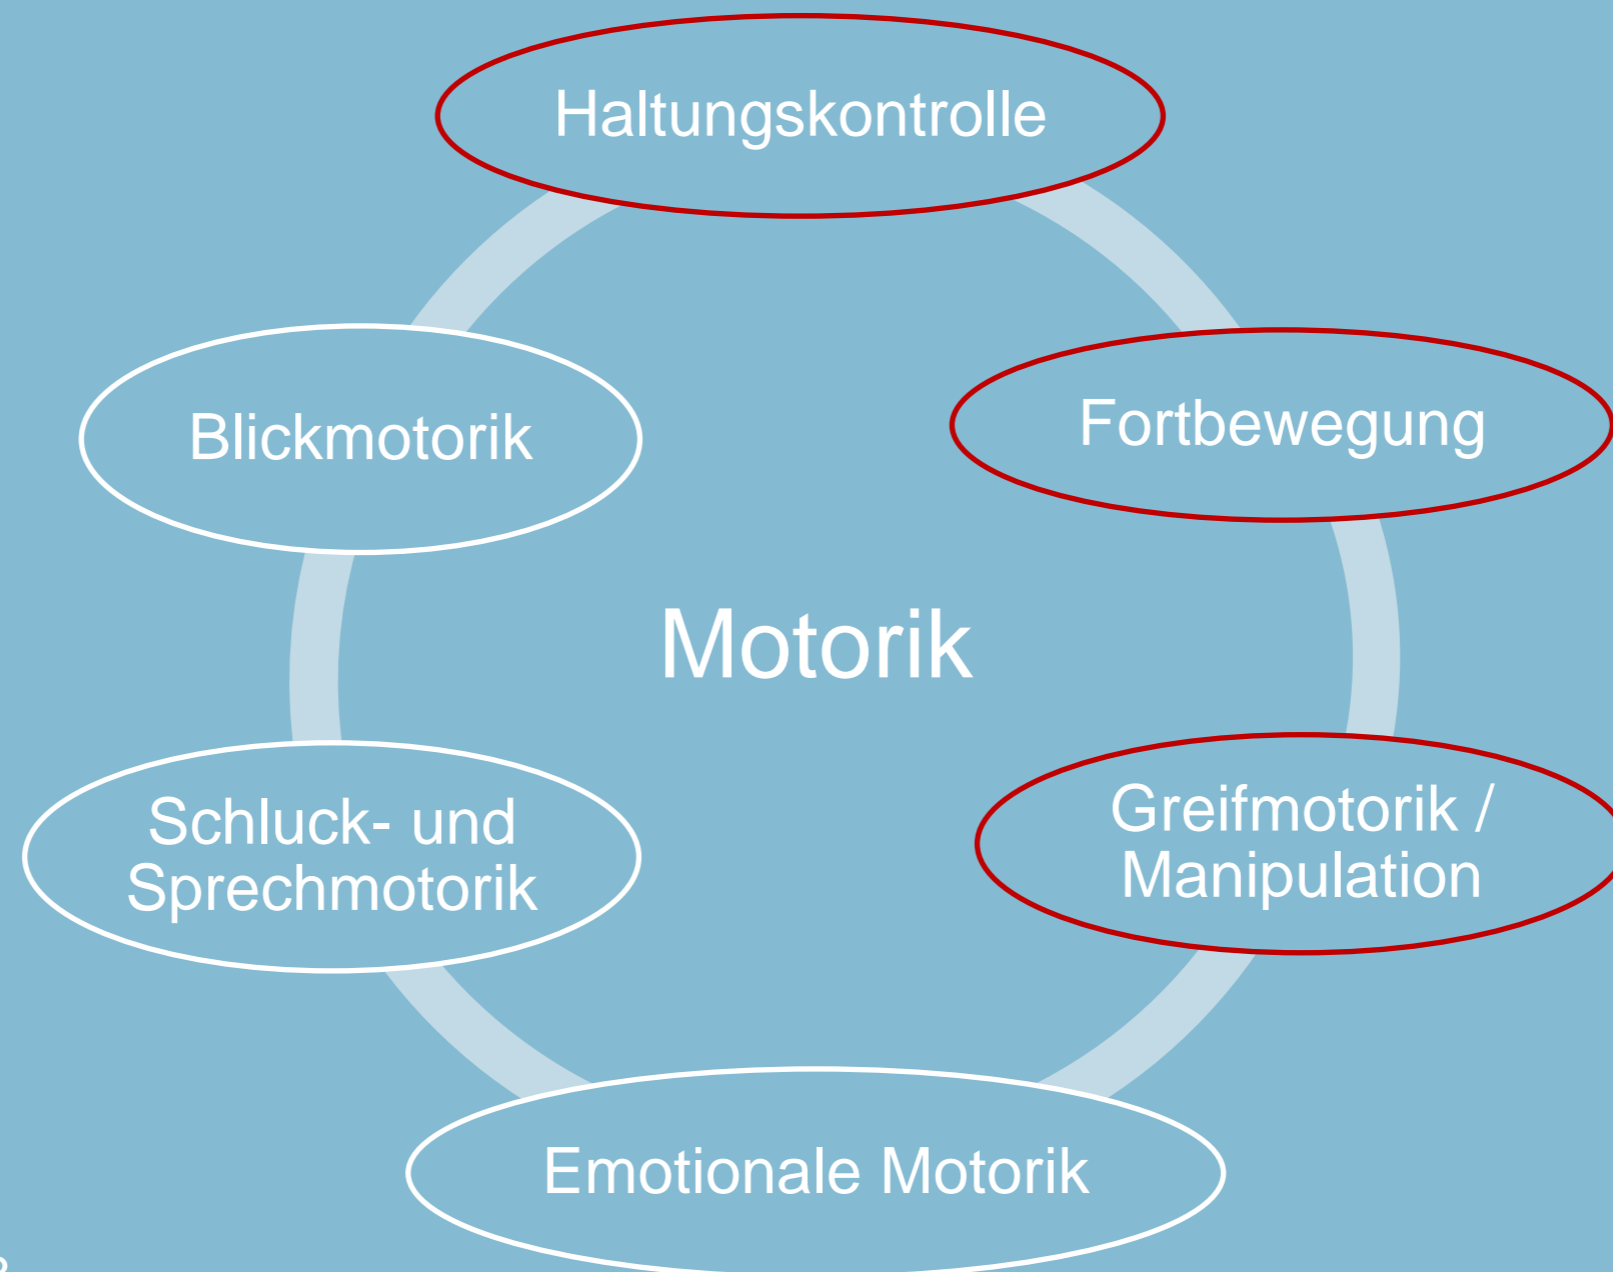 Haltungskontrolle
Fortbewegung
Blickmotorik
Motorik
Greifmotorik /
Manipulation
Schluck- und
Sprechmotorik
Emotionale Motorik